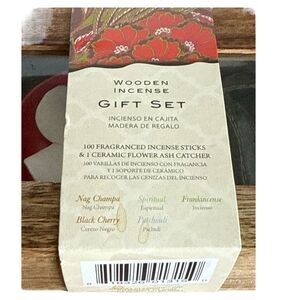 WOODEN
INCENSE
GIFT SET
INCIENSO EN CAJITA
MADERA DE REGALO
100 FRAGRANCED INCENSE STICKS
& 1 CERAMIC FLOWER ASH CATCHER
100 VARILLAS DE INCIENSO CON FRAGANCIA
Y 1 SOPORTE DE CERÁMICO
PARA RECOGER LAS CENIZAS DEL INCIENSO
Nag Champa Spiritual Frankincense
Nag Champa Espiritual Incienso
Black Cherry Patchouli
Cerezo Negro Pachulí